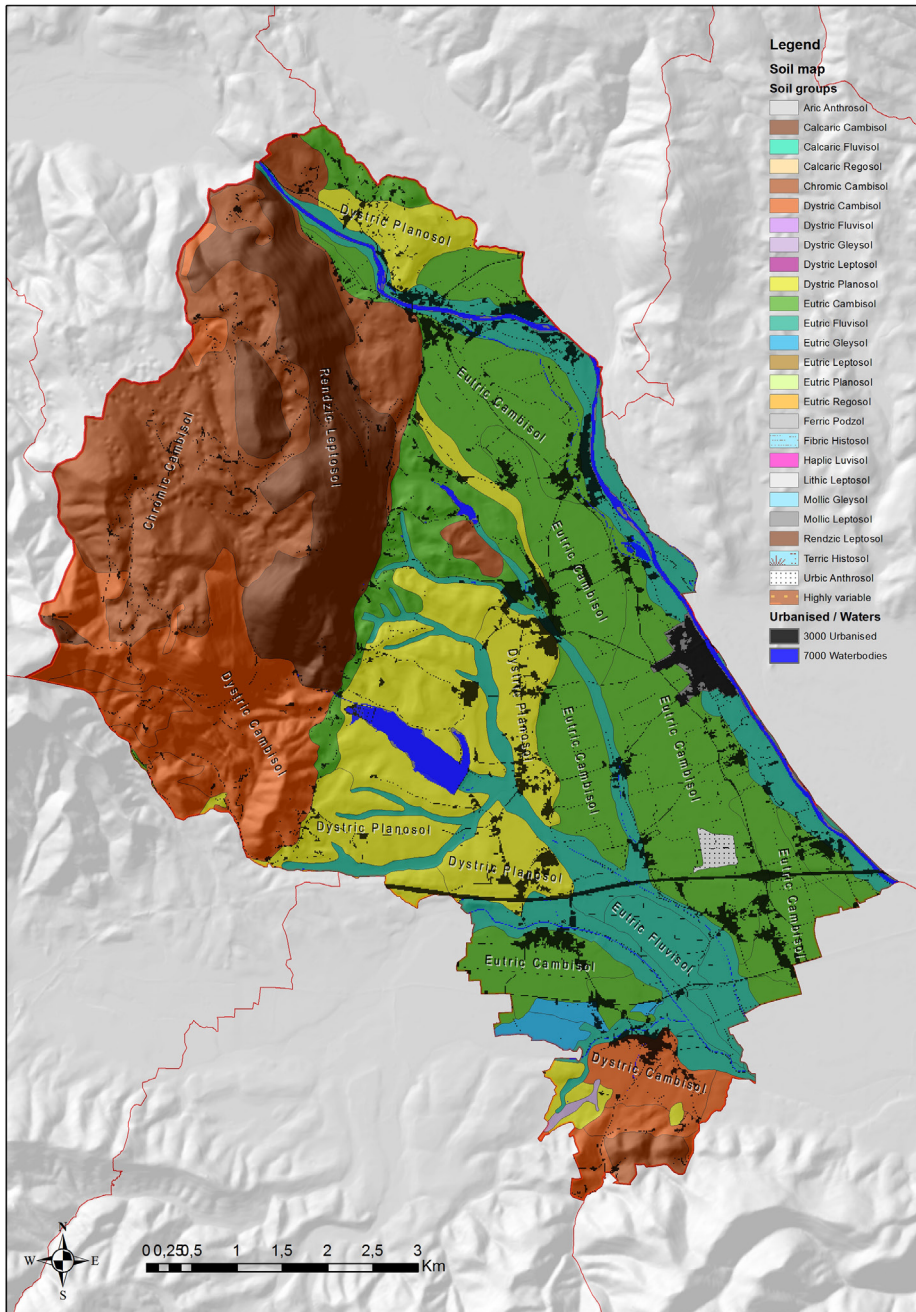 Legend
Soil map
Soil groups
Aric Anthrosol
Calcaric Cambisol
Calcaric Fluvisol
Calcaric Regosol
Chromic Cambisol
Dystric Cambisol
Dystric Fluvisol
Dystric Gleysol
Dystric Leptosol
Dystric Planosol
Eutric Cambisol
Eutric Fluvisol
Eutric Gleysol
Eutric Leptosol
Eutric Planosol
Eutric Regosol
Ferric Podzol
Fibric Histosol
Haplic Luvisol
Lithic Leptosol
Mollic Gleysol
Mollic Leptosol
Rendzic Leptosol
Terric Histosol
Urbic Anthrosol
Highly variable
Urbanised / Waters
3000 Urbanised
7000 Waterbodies
Dystric Planosol
Eutric Cambisol
Rendzic Leptosol
Chromic Cambisol
Eutric Cambisol
Dystric Planosol
Dystric Cambisol
Eutric Cambisol
Eutric Cambisol
Dystric Planosol
Dystric Planosol
Eutric Cambisol
Eutric Fluvisol
Eutric Cambisol
Dystric Cambisol
N
W E
S
0 0,25 0,5 1 1,5 2 2,5 3
Km